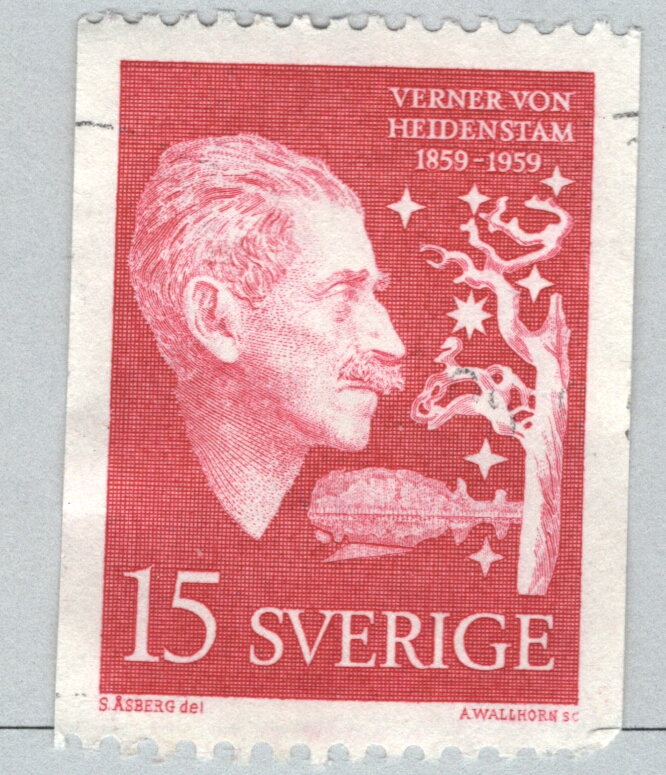 VERNER VON
HEIDENSTAM
1859-1959
15 SVERIGE
S.ÅSBERG del
A.WALLHORN sc